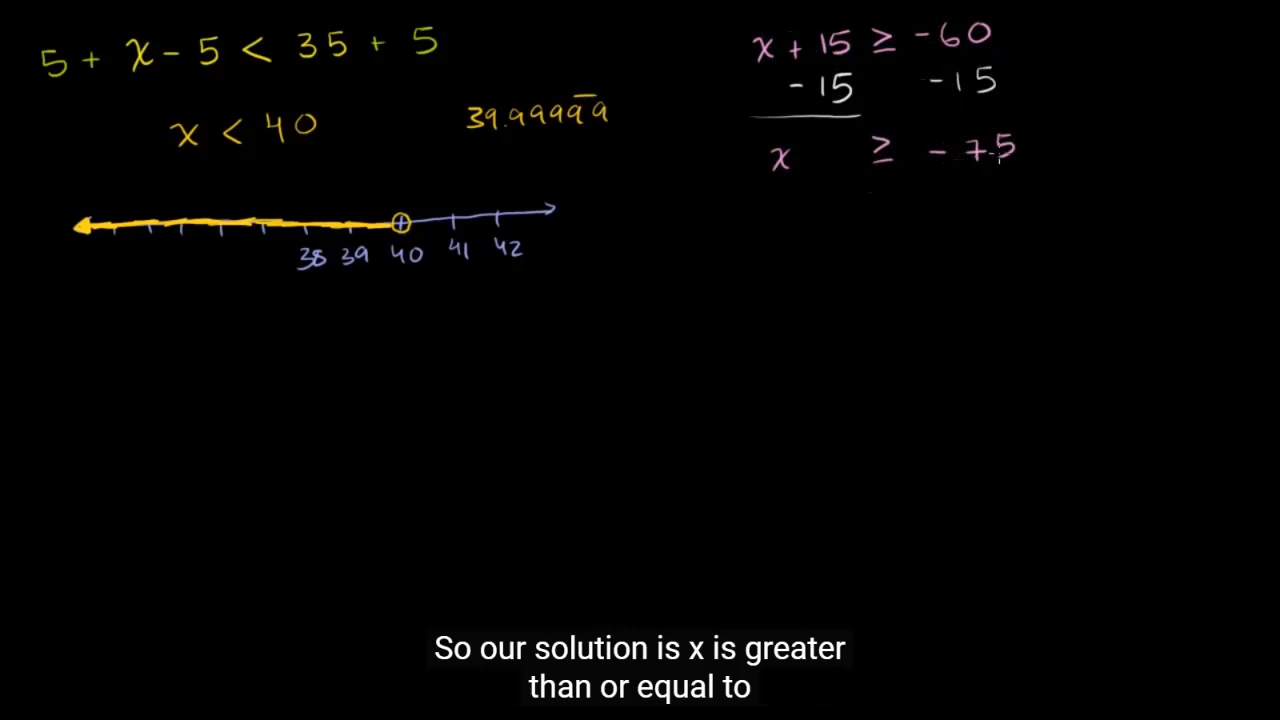 5 + x - 5 < 35 + 5
x < 40
39.999999̅9
38 39 40 41 42
x + 15 ≥ -60
-15 -15
x ≥ -75
So our solution is x is greater
than or equal to